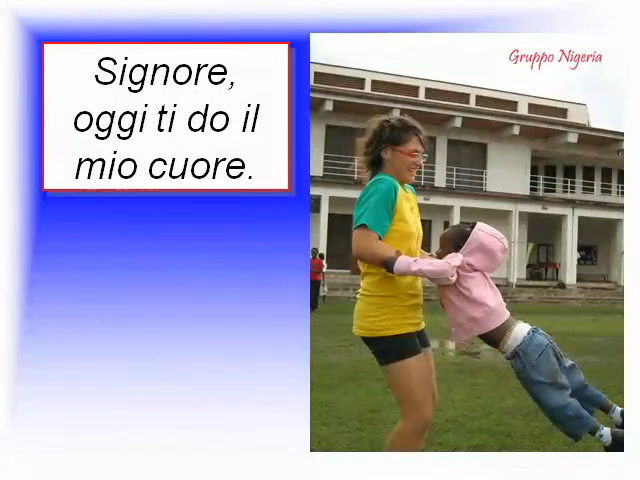 Signore,
oggi ti do il
mio cuore.
Gruppo Nigeria